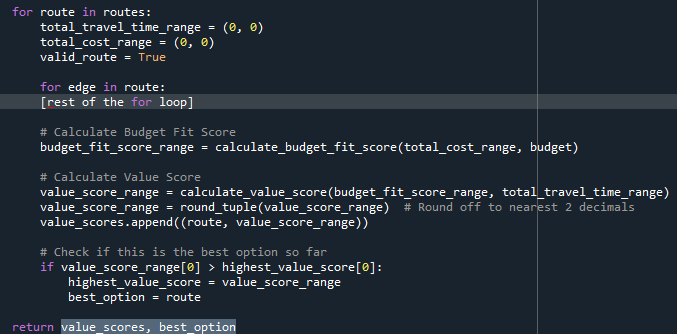 for route in routes:
    total_travel_time_range = (0, 0)
    total_cost_range = (0, 0)
    valid_route = True

    for edge in route:
    [rest of the for loop]

    # Calculate Budget Fit Score
    budget_fit_score_range = calculate_budget_fit_score(total_cost_range, budget)

    # Calculate Value Score
    value_score_range = calculate_value_score(budget_fit_score_range, total_travel_time_range)
    value_score_range = round_tuple(value_score_range)  # Round off to nearest 2 decimals
    value_scores.append((route, value_score_range))

    # Check if this is the best option so far
    if value_score_range[0] > highest_value_score[0]:
        highest_value_score = value_score_range
        best_option = route

return value_scores, best_option